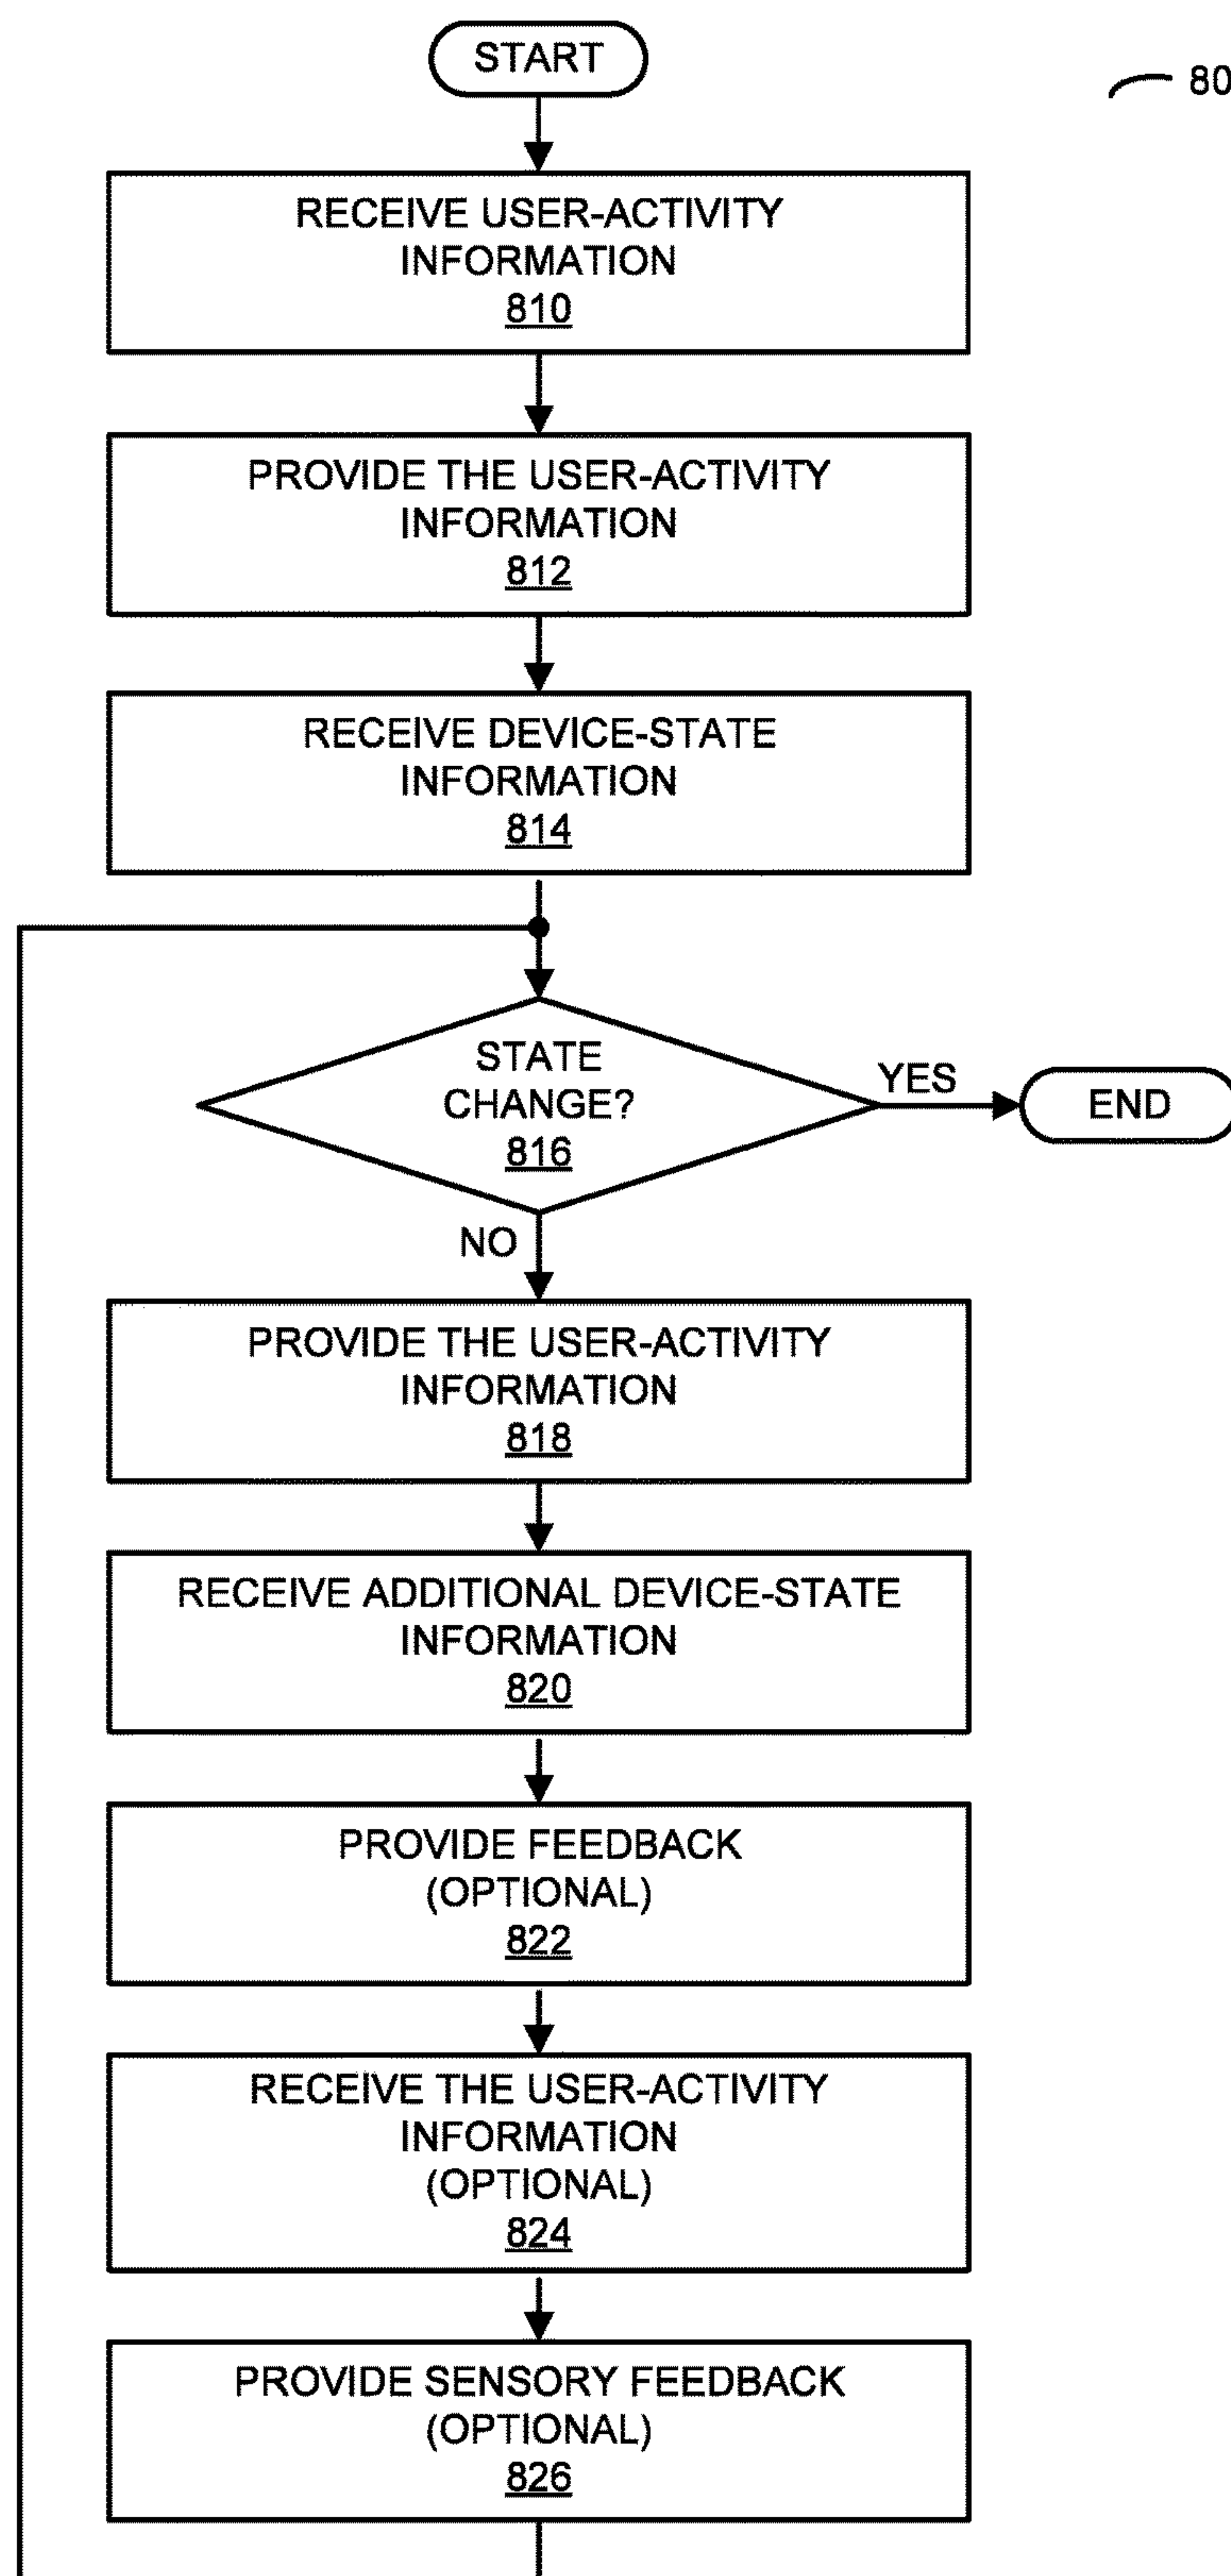 START
80
RECEIVE USER-ACTIVITY
INFORMATION
810
PROVIDE THE USER-ACTIVITY
INFORMATION
812
RECEIVE DEVICE-STATE
INFORMATION
814
STATE
CHANGE?
816
YES
END
NO
PROVIDE THE USER-ACTIVITY
INFORMATION
818
RECEIVE ADDITIONAL DEVICE-STATE
INFORMATION
820
PROVIDE FEEDBACK
(OPTIONAL)
822
RECEIVE THE USER-ACTIVITY
INFORMATION
(OPTIONAL)
824
PROVIDE SENSORY FEEDBACK
(OPTIONAL)
826